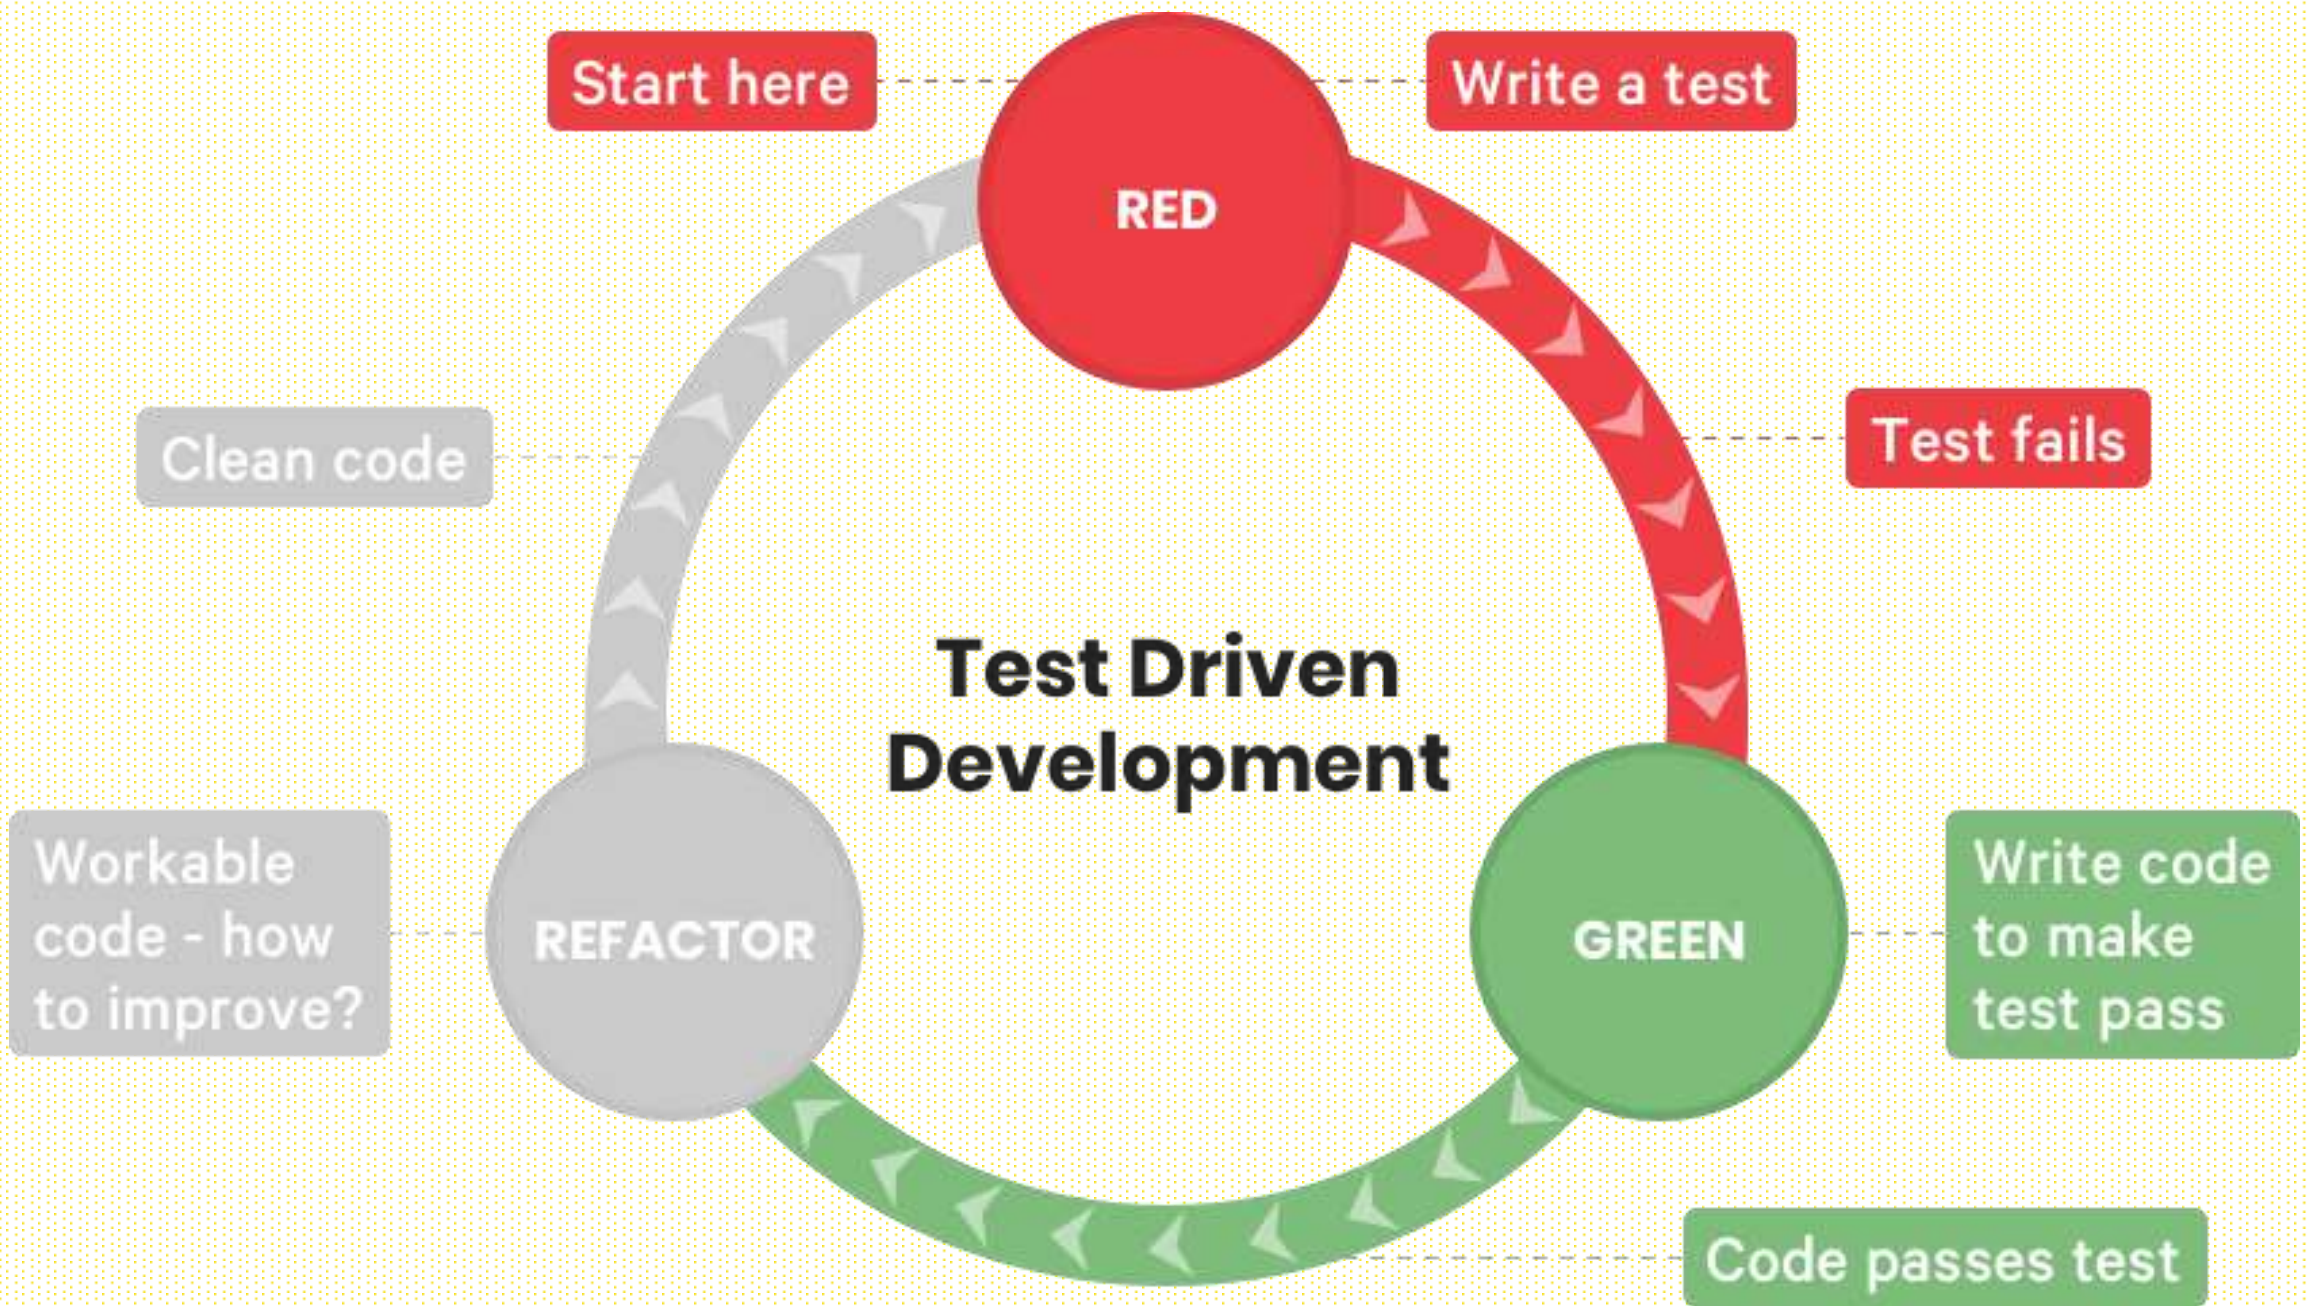 Start here
Write a test
RED
Test fails
Clean code
Test Driven
Development
Workable
code - how
to improve?
REFACTOR
GREEN
Write code
to make
test pass
Code passes test